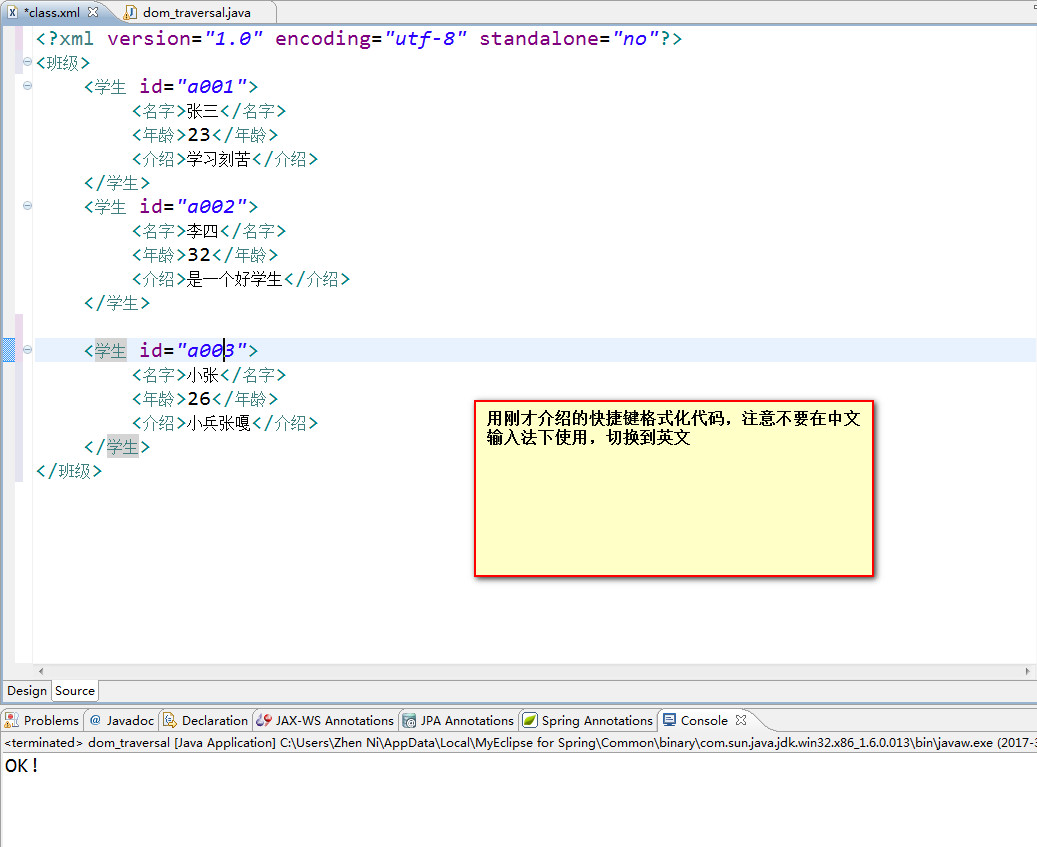 *class.xml dom_traversal.java
<?xml version="1.0" encoding="utf-8" standalone="no"?>
<班级>
<学生 id="a001">
<名字>张三</名字>
<年龄>23</年龄>
<介绍>学习刻苦</介绍>
</学生>
<学生 id="a002">
<名字>李四</名字>
<年龄>32</年龄>
<介绍>是一个好学生</介绍>
</学生>
<学生 id="a003">
<名字>小张</名字>
<年龄>26</年龄>
<介绍>小兵张嘎</介绍>
</学生>
</班级>
用刚才介绍的快捷键格式化代码，注意不要在中文
输入法下使用，切换到英文
Design Source
Problems @ Javadoc Declaration JAX-WS Annotations JPA Annotations Spring Annotations Console
<terminated> dom_traversal [Java Application] C:\Users\Zhen Ni\AppData\Local\MyEclipse for Spring\Common\binary\com.sun.java.jdk.win32.x86_1.6.0.013\bin\javaw.exe (2017-3
OK!